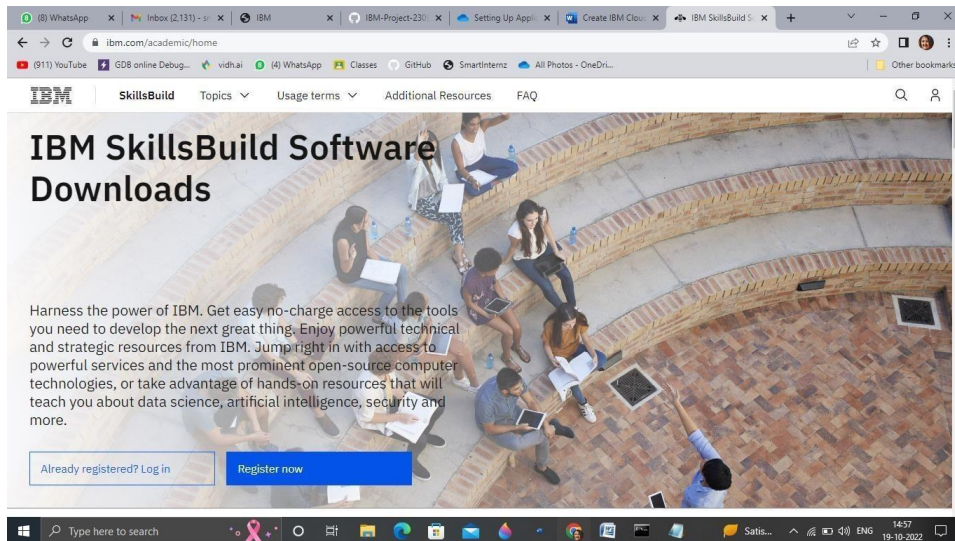 (8) WhatsApp
Inbox (2,131) - sr
IBM
IBM-Project-230
Setting Up Appli
Create IBM Clou
IBM SkillsBuild S
ibm.com/academic/home
(911) YouTube
GDB online Debug...
vidh.ai
(4) WhatsApp
Classes
GitHub
SmartInternz
All Photos - OneDri...
Other bookmarks
IBM
SkillsBuild
Topics
Usage terms
Additional Resources
FAQ
IBM SkillsBuild Software
Downloads
Harness the power of IBM. Get easy no-charge access to the tools
you need to develop the next great thing. Enjoy powerful technical
and strategic resources from IBM. Jump right in with access to
powerful services and the most prominent open-source computer
technologies, or take advantage of hands-on resources that will
teach you about data science, artificial intelligence, security and
more.
Already registered? Log in
Register now
Type here to search
Satis...
ENG
14:57
19-10-2022